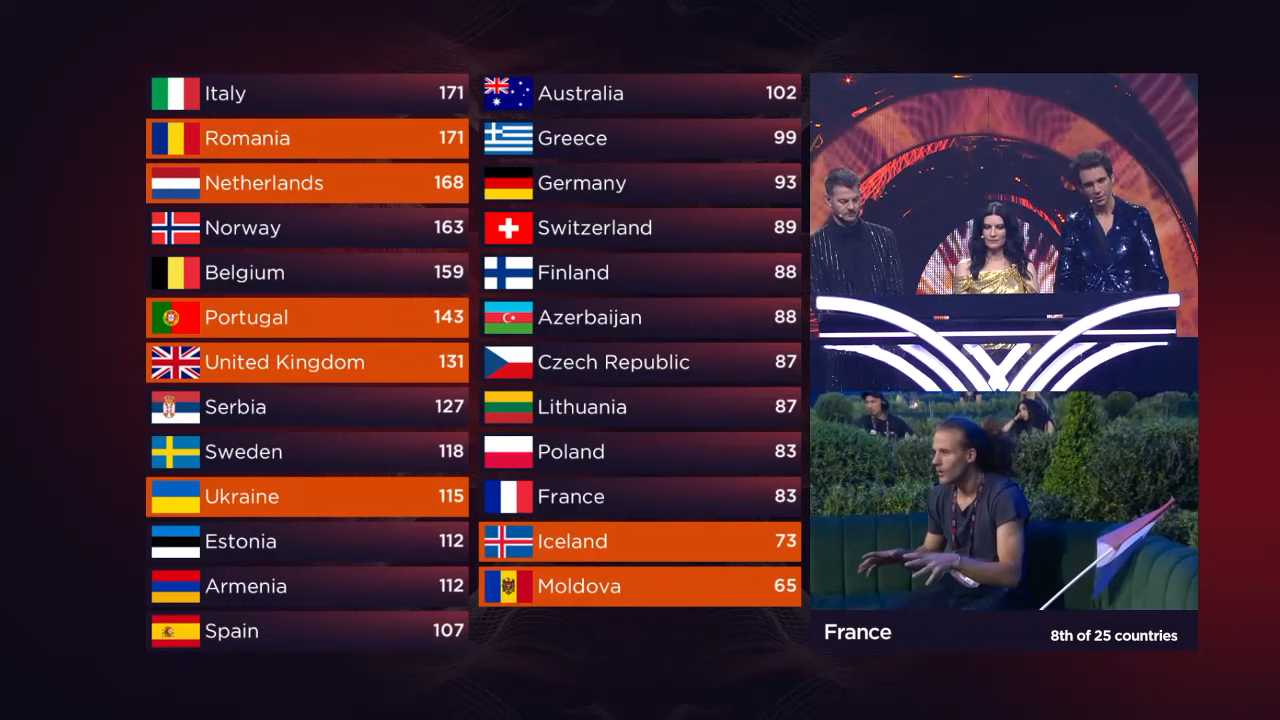 Italy 171
Romania 171
Netherlands 168
Norway 163
Belgium 159
Portugal 143
United Kingdom 131
Serbia 127
Sweden 118
Ukraine 115
Estonia 112
Armenia 112
Spain 107
Australia 102
Greece 99
Germany 93
Switzerland 89
Finland 88
Azerbaijan 88
Czech Republic 87
Lithuania 87
Poland 83
France 83
Iceland 73
Moldova 65
France
8th of 25 countries